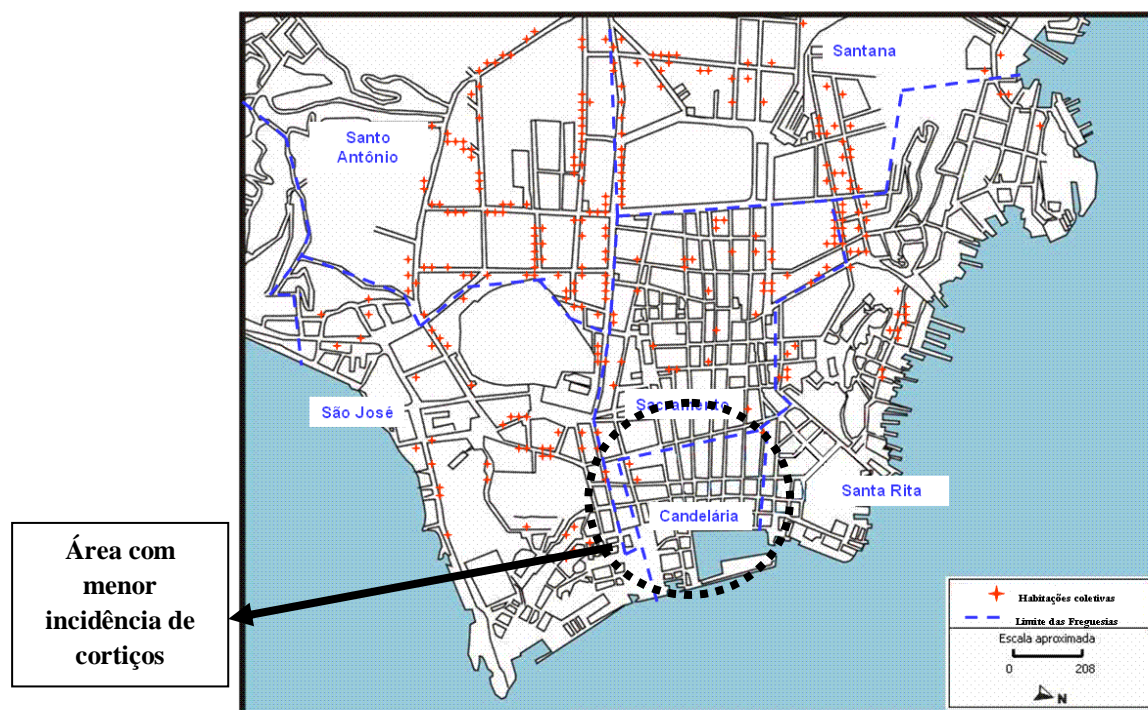 Santana
Santo
Antônio
São José
Sacramento
Santa Rita
Candelária
Área com
menor
incidência de
cortiços
Habitações coletivas
Limite das Freguesias
Escala aproximada
0 208
N